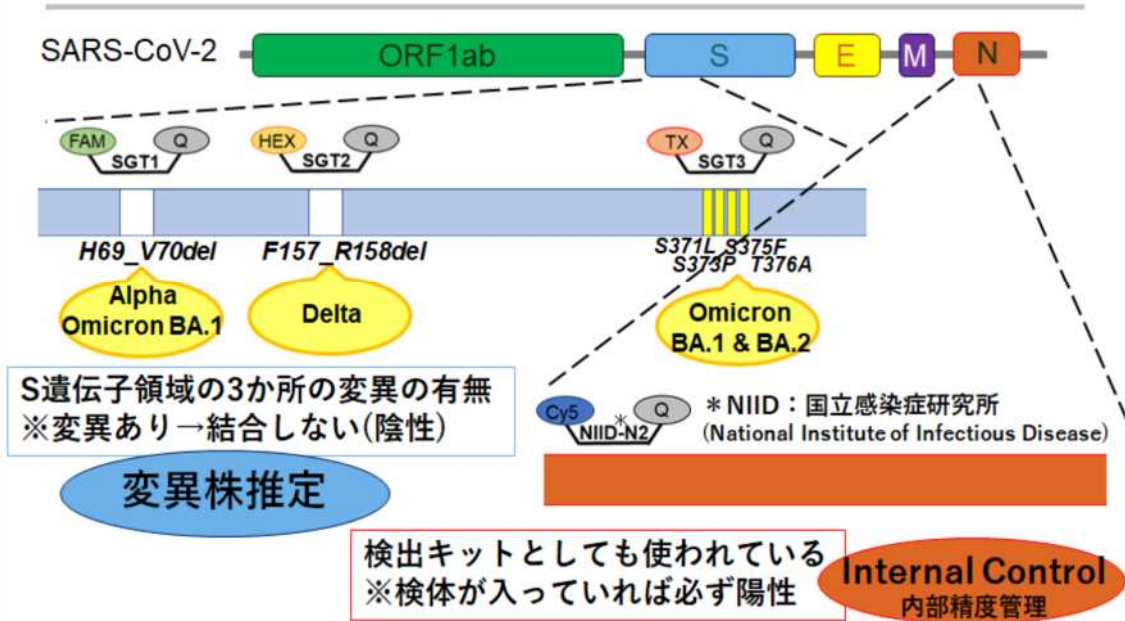 SARS-CoV-2 ORF1ab S E M N
FAM Q HEX Q TX Q
SGT1 SGT2 SGT3
H69_V70del F157_R158del S371L S375F
S373P T376A
Alpha
Omicron BA.1
Delta
Omicron
BA.1 & BA.2
S遺伝子領域の3か所の変異の有無
※変異あり→結合しない(陰性)
変異株推定
Cy5 Q
NIID-N2
*
*NIID：国立感染症研究所
(National Institute of Infectious Disease)
検出キットとしても使われている
※検体が入っていれば必ず陽性
Internal Control
内部精度管理